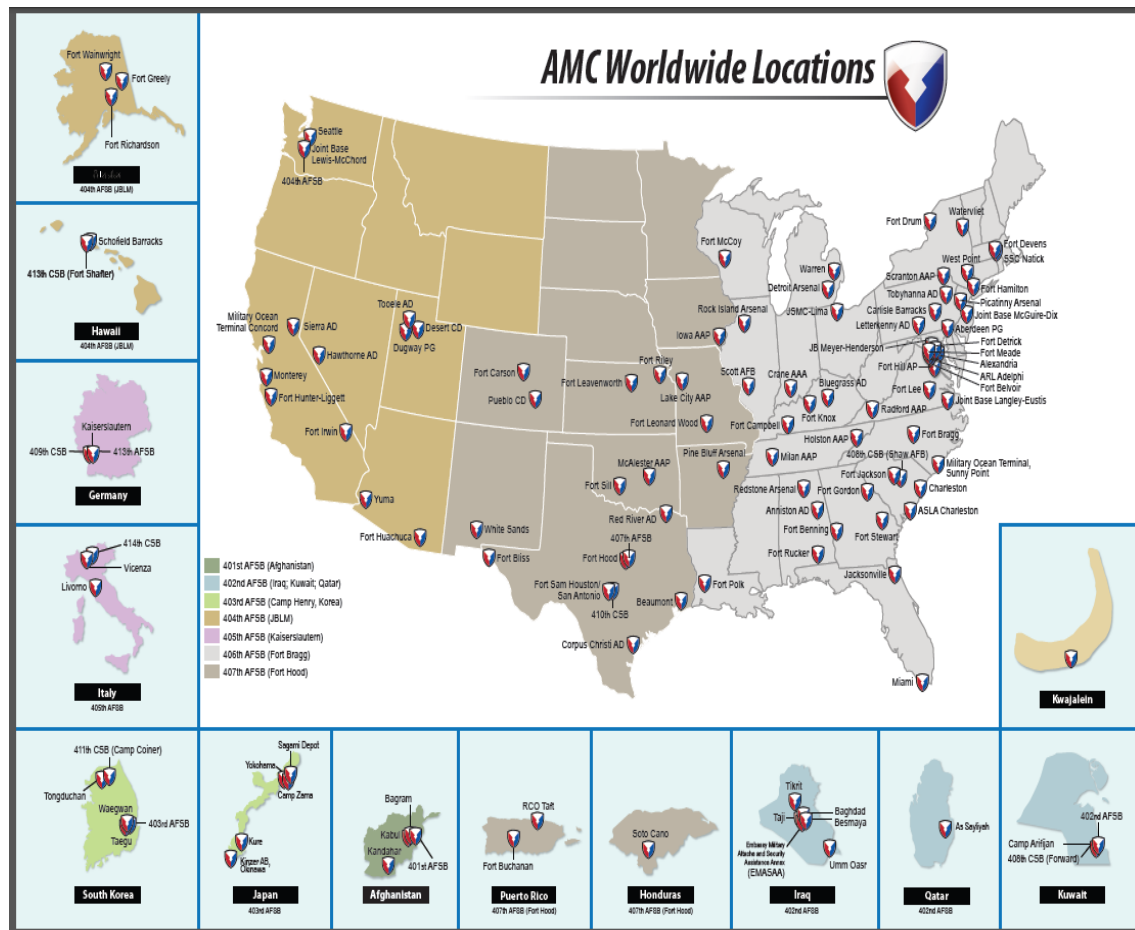 AMC Worldwide Locations
Fort Wainwright
Fort Greely
Fort Richardson
Alaska
404th AFSB (JBLM)
Schofield Barracks
413th CSB (Fort Shafter)
Hawaii
404th AFSB (JBLM)
Kaiserslautern
409th CSB
413th AFSB
Germany
414th CSB
Vicenza
Livorno
Italy
405th AFSB
Seattle
Joint Base
Lewis-McChord
404th AFSB
Military Ocean
Terminal Concord
Sierra AD
Tooele AD
Desert CD
Dugway PG
Hawthorne AD
Monterey
Fort Hunter-Liggett
Fort Irwin
Yuma
Fort Huachuca
Fort Carson
Pueblo CD
White Sands
Fort Bliss
Fort Leavenworth
Fort Riley
Lake City AAP
Fort Leonard Wood
McAlester AAP
Fort Sill
Pine Bluff Arsenal
Red River AD
407th AFSB
Fort Hood
Fort Sam Houston/
San Antonio
410th CSB
Beaumont
Corpus Christi AD
Fort Polk
Fort McCoy
Rock Island Arsenal
Iowa AAP
Scott AFB
Crane AAA
Warren
Detroit Arsenal
JSMC-Lima
Bluegrass AD
Fort Knox
Fort Campbell
Milan AAP
Holston AAP
Radford AAP
Redstone Arsenal
Anniston AD
Fort Benning
Fort Rucker
Fort Gordon
Fort Jackson
408th CSB (Shaw AFB)
Fort Stewart
Jacksonville
Miami
Fort Drum
Watervliet
Fort Devens
SSC Natick
West Point
Scranton AAP
Fort Hamilton
Tobyhanna AD
Picatinny Arsenal
Carlisle Barracks
Joint Base McGuire-Dix
Letterkenny AD
Aberdeen PG
JB Meyer-Henderson
Fort Detrick
Fort Meade
Alexandria
ARL Adelphi
Fort Belvoir
Fort Hill AP
Fort Lee
Joint Base Langley-Eustis
Fort Bragg
Military Ocean Terminal,
Sunny Point
Charleston
ASLA Charleston
401st AFSB (Afghanistan)
402nd AFSB (Iraq; Kuwait; Qatar)
403rd AFSB (Camp Henry, Korea)
404th AFSB (JBLM)
405th AFSB (Kaiserslautern)
406th AFSB (Fort Bragg)
407th AFSB (Fort Hood)
Kwajalein
411th CSB (Camp Coiner)
Tongduchan
Waegwan
403rd AFSB
Taegu
South Korea
Sagami Depot
Yokohama
Camp Zama
Kure
Kinzer AB,
Okinawa
Japan
403rd AFSB
Bagram
Kabul
Kandahar
401st AFSB
Afghanistan
RCO Taft
Fort Buchanan
Puerto Rico
407th AFSB (Fort Hood)
Soto Cano
Honduras
407th AFSB (Fort Hood)
Tikrit
Taji
Baghdad
Besmaya
Embassy Military
Attache and Security
Assistance Annex
(EMASAA)
Umm Qasr
Iraq
402nd AFSB
As Sayliyah
Qatar
402nd AFSB
402nd AFSB
Camp Arifjan
408th CSB (Forward)
Kuwait